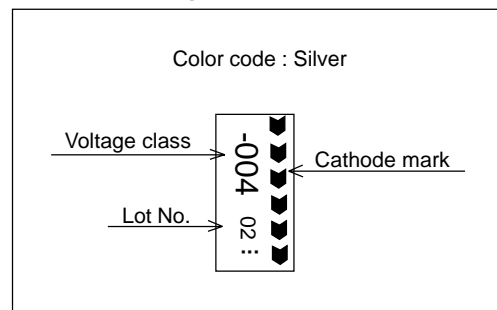 Color code : Silver
Voltage class
Cathode mark
Lot No.
-004 02